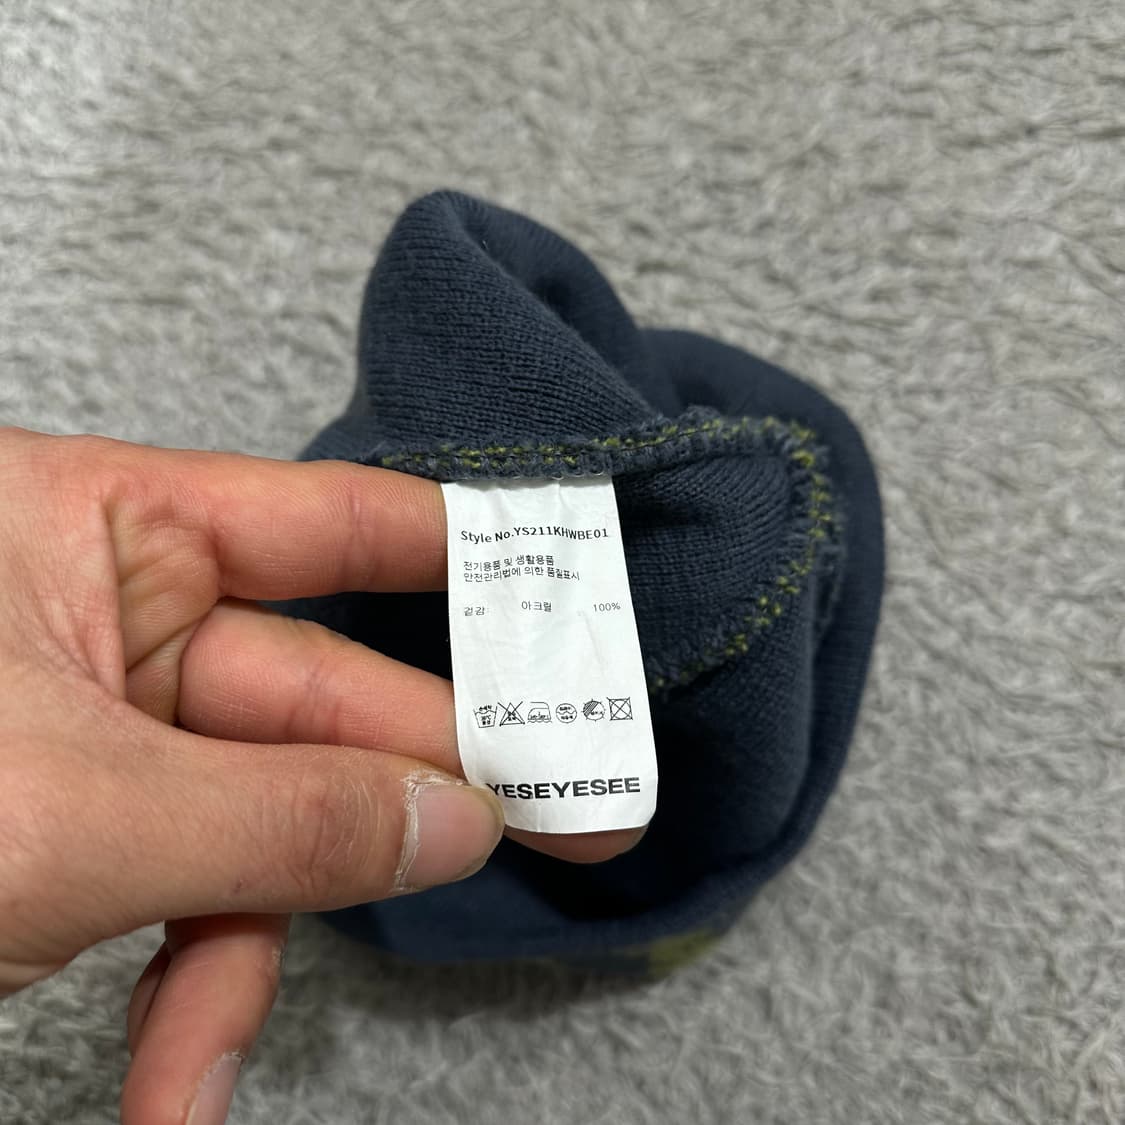 Style No.YS211KHWBE01
전기용품 및 생활용품
안전관리법에 의한 품질표시
겉감 아크릴 100%
YESEYESEE